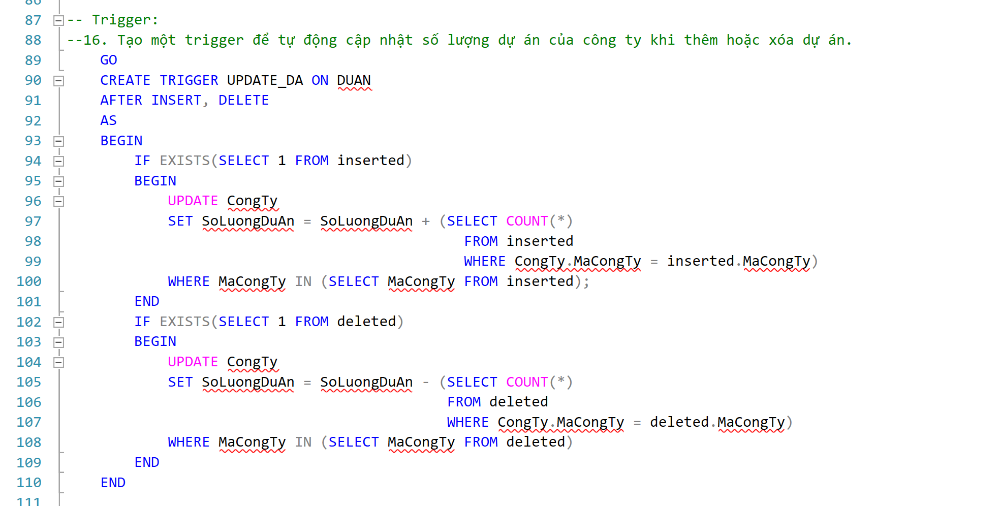 86
87 -- Trigger:
88 --16. Tạo một trigger để tự động cập nhật số lượng dự án của công ty khi thêm hoặc xóa dự án.
89 GO
90 CREATE TRIGGER UPDATE_DA ON DUAN
91 AFTER INSERT, DELETE
92 AS
93 BEGIN
94 IF EXISTS(SELECT 1 FROM inserted)
95 BEGIN
96 UPDATE CongTy
97 SET SoLuongDuAn = SoLuongDuAn + (SELECT COUNT(*)
98 FROM inserted
99 WHERE CongTy.MaCongTy = inserted.MaCongTy)
100 WHERE MaCongTy IN (SELECT MaCongTy FROM inserted);
101 END
102 IF EXISTS(SELECT 1 FROM deleted)
103 BEGIN
104 UPDATE CongTy
105 SET SoLuongDuAn = SoLuongDuAn - (SELECT COUNT(*)
106 FROM deleted
107 WHERE CongTy.MaCongTy = deleted.MaCongTy)
108 WHERE MaCongTy IN (SELECT MaCongTy FROM deleted)
109 END
110 END
111